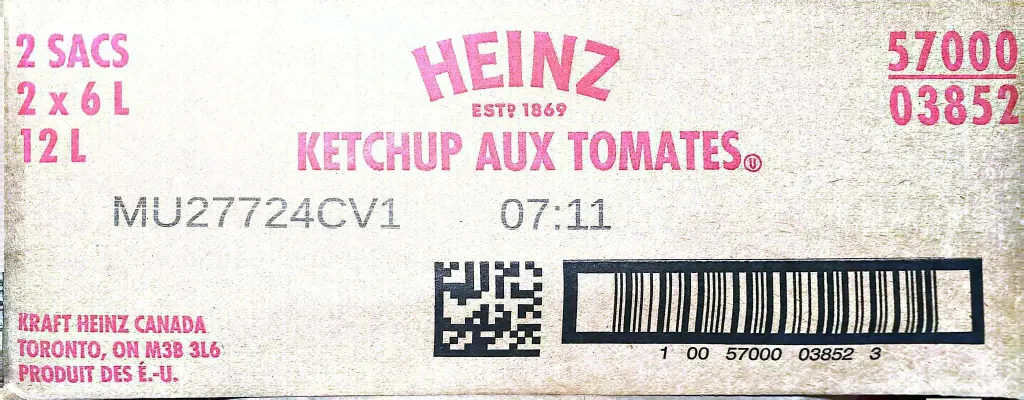 2 SACS
2 x 6 L
12 L
HEINZ
ESTD 1869
KETCHUP AUX TOMATES Ⓤ
57000
03852
MU27724CV1 07:11
KRAFT HEINZ CANADA
TORONTO, ON M3B 3L6
PRODUIT DES É.-U.
1 00 57000 03852 3